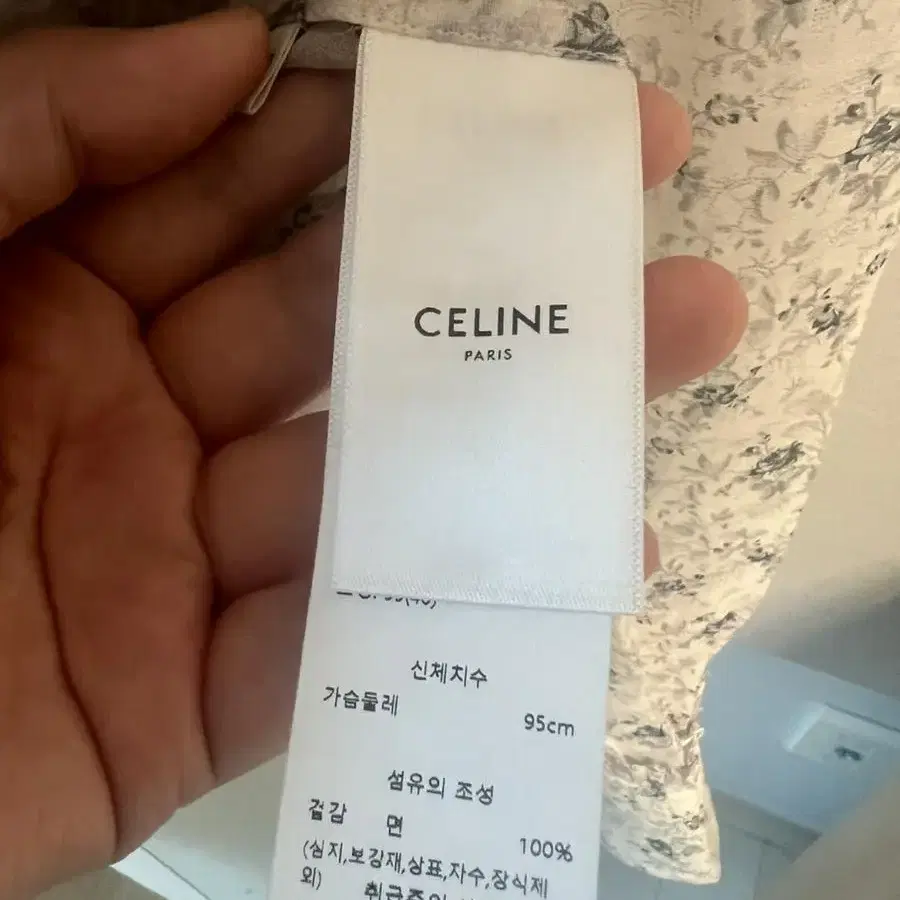 CELINE
PARIS
신체치수
가슴둘레
95cm
섬유의 조성
겉감 면 100%
(심지,보강재,상표,자수,장식제
외)